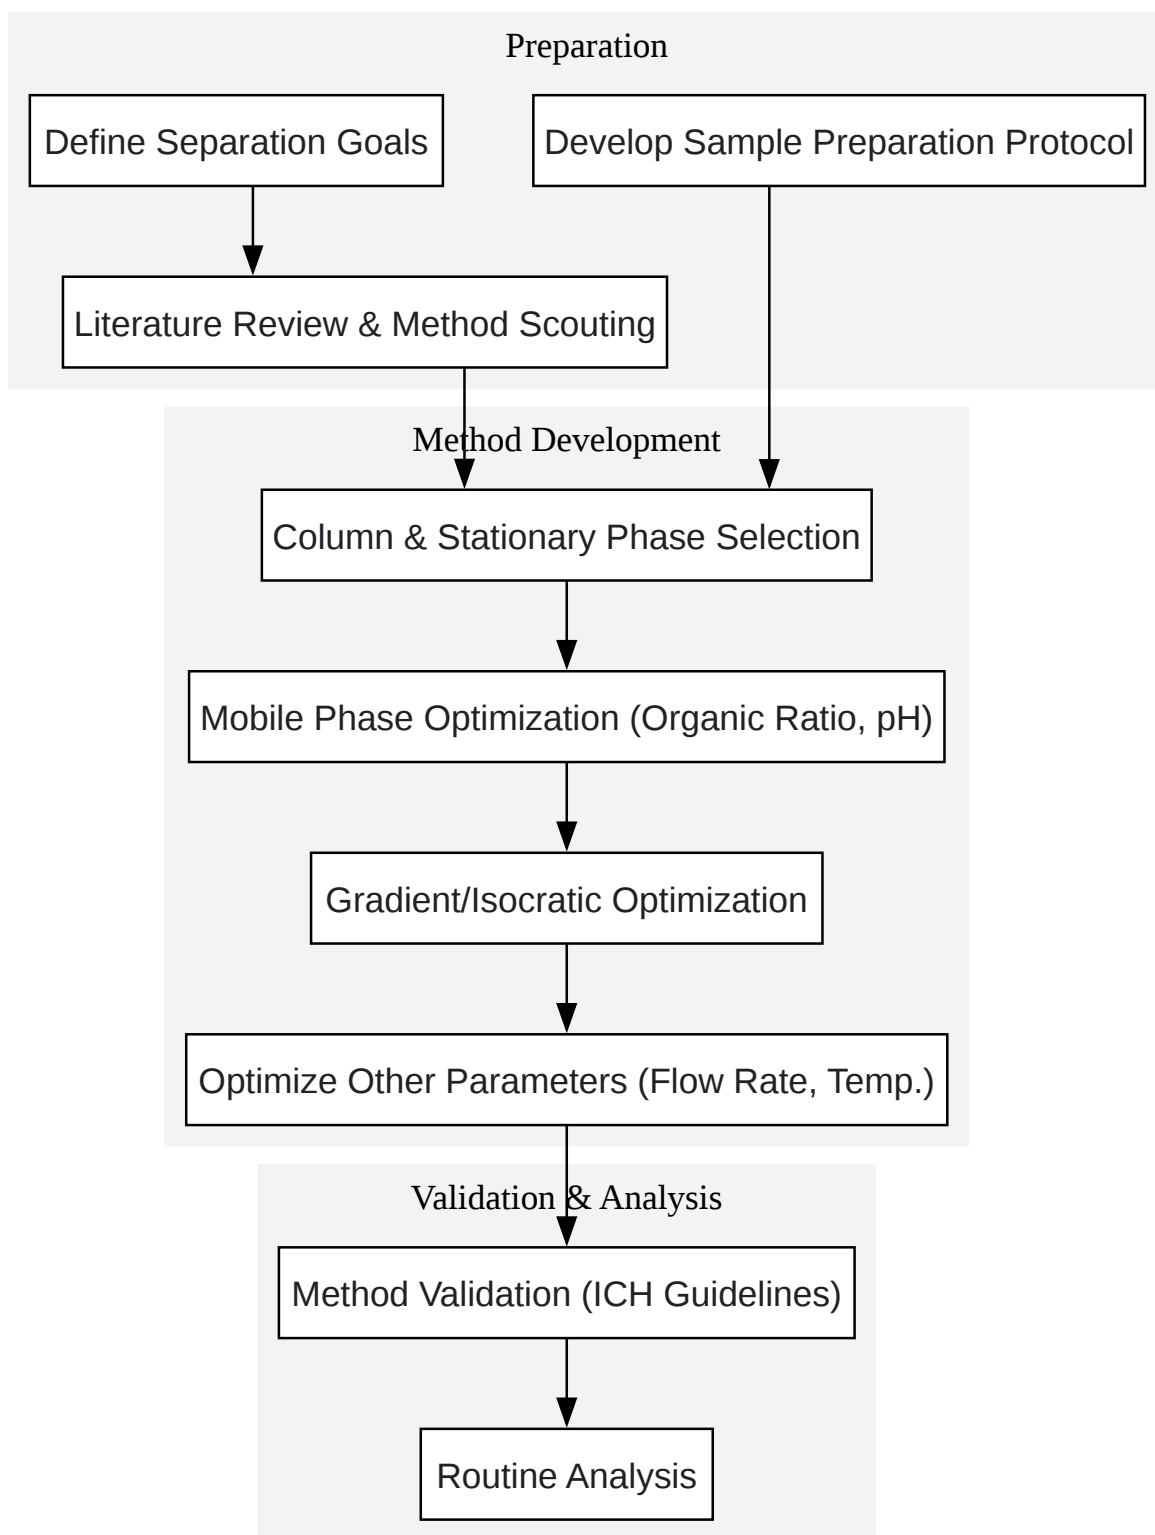 Preparation
Define Separation Goals
Develop Sample Preparation Protocol
Literature Review & Method Scouting
Method Development
Column & Stationary Phase Selection
Mobile Phase Optimization (Organic Ratio, pH)
Gradient/Isocratic Optimization
Optimize Other Parameters (Flow Rate, Temp.)
Validation & Analysis
Method Validation (ICH Guidelines)
Routine Analysis